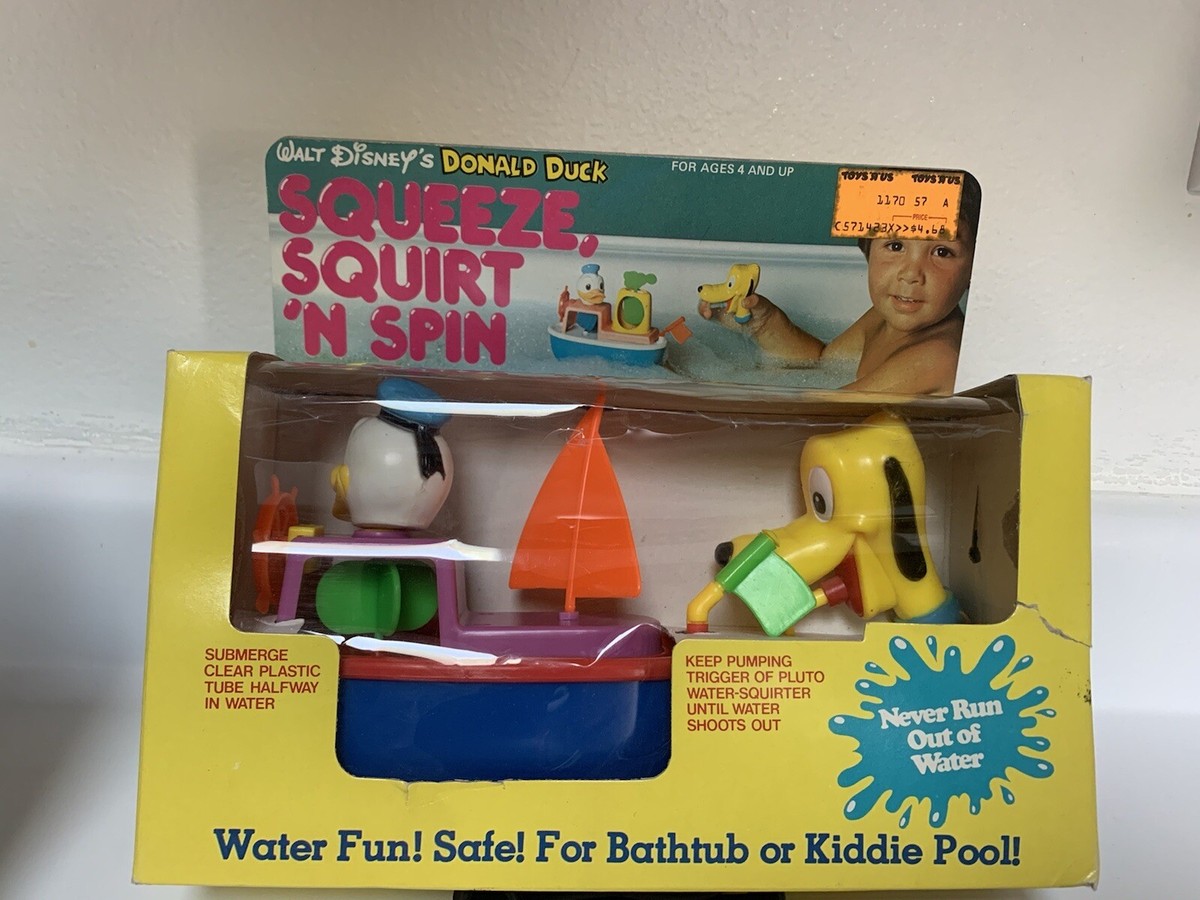 WALT DISNEY'S DONALD DUCK
FOR AGES 4 AND UP
SQUEEZE,
SQUIRT
'N SPIN
TOYS "R" US TOYS "R" US
1170 57 A
PRICE
C571423X>>$4.68
SUBMERGE
CLEAR PLASTIC
TUBE HALFWAY
IN WATER
KEEP PUMPING
TRIGGER OF PLUTO
WATER-SQUIRTER
UNTIL WATER
SHOOTS OUT
Never Run
Out of
Water
Water Fun! Safe! For Bathtub or Kiddie Pool!